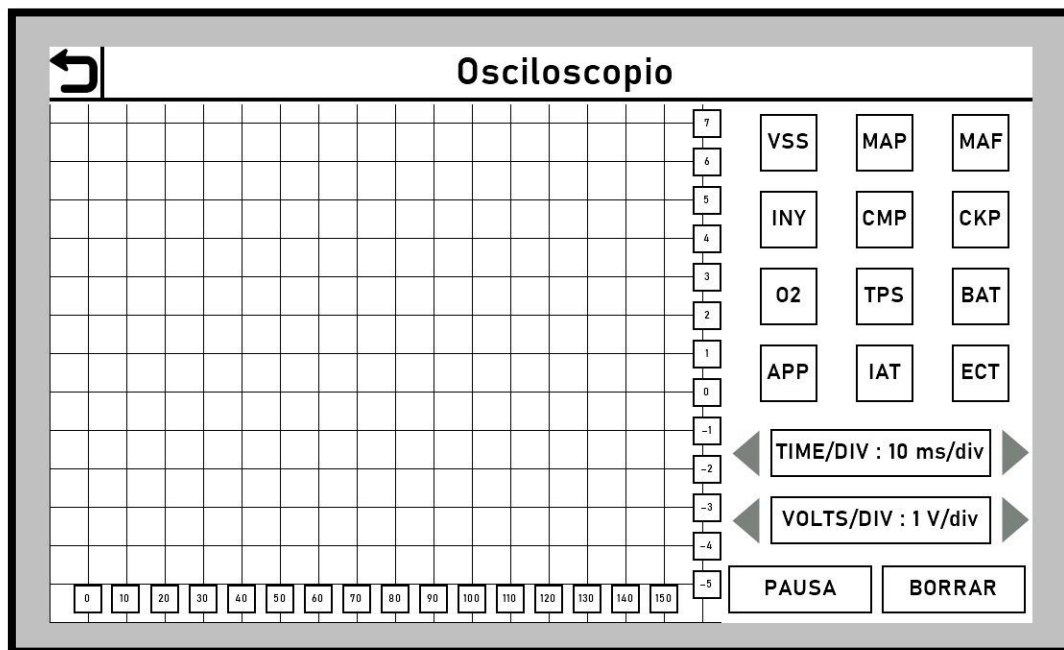 Osciloscopio
7
6
5
4
3
2
1
0
-1
-2
-3
-4
-5
0 10 20 30 40 50 60 70 80 90 100 110 120 130 140 150
VSS MAP MAF
INY CMP CKP
O2 TPS BAT
APP IAT ECT
TIME/DIV : 10 ms/div
VOLTS/DIV : 1 V/div
PAUSA BORRAR